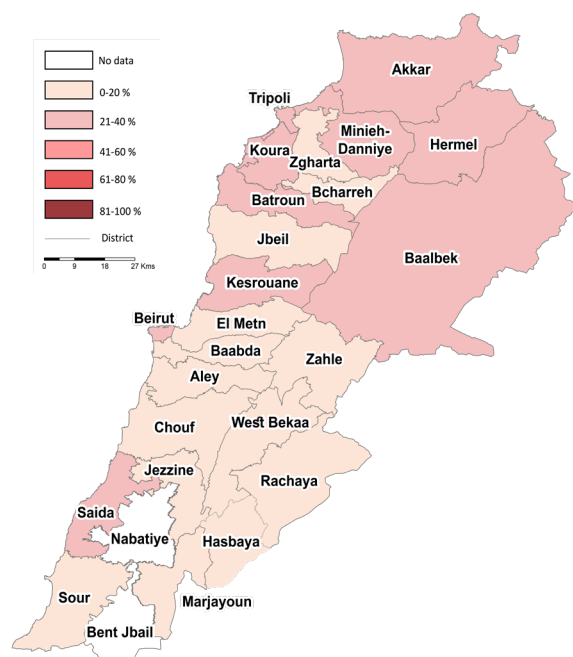 No data
0-20 %
21-40 %
41-60 %
61-80 %
81-100 %
District
0 9 18 27 Kms
Akkar
Tripoli
Minieh-
Danniye
Hermel
Koura
Zgharta
Bcharreh
Batroun
Jbeil
Baalbek
Kesrouane
Beirut
El Metn
Baabda
Zahle
Aley
Chouf
West Bekaa
Jezzine
Rachaya
Saida
Nabatiye
Hasbaya
Sour
Marjayoun
Bent Jbail